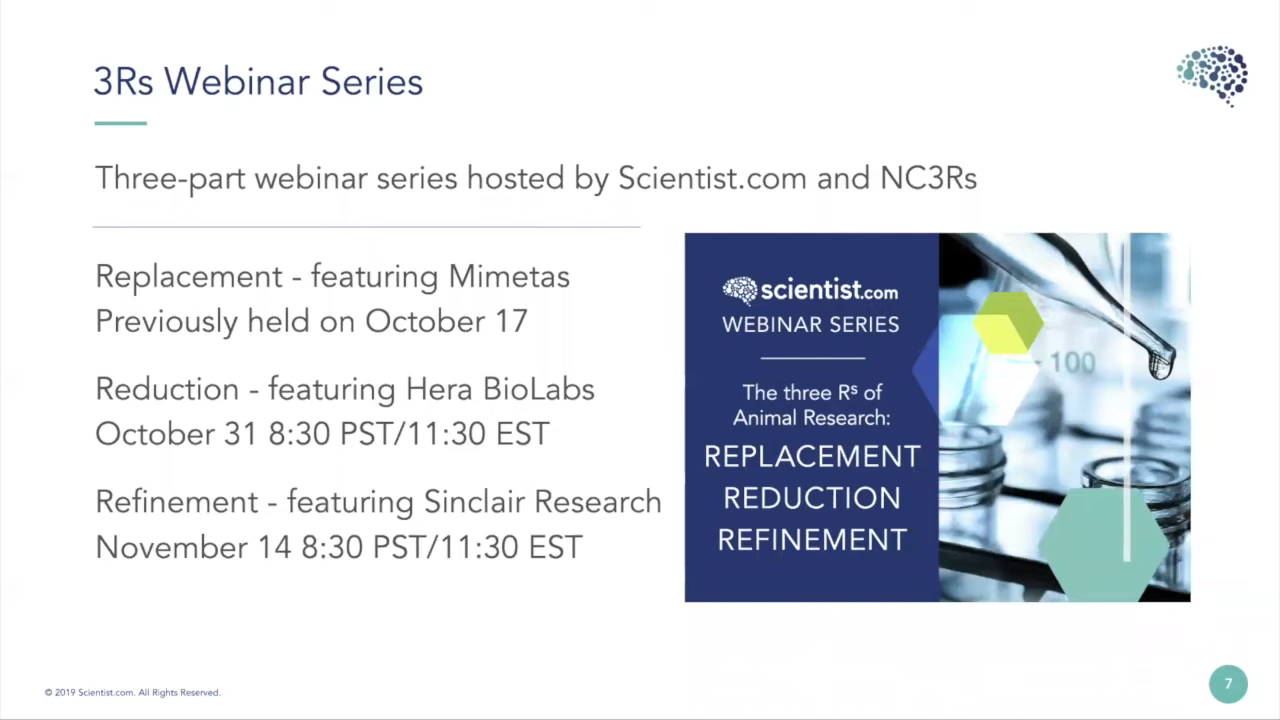 3Rs Webinar Series
Three-part webinar series hosted by Scientist.com and NC3Rs
Replacement - featuring Mimetas
Previously held on October 17
Reduction - featuring Hera BioLabs
October 31 8:30 PST/11:30 EST
Refinement - featuring Sinclair Research
November 14 8:30 PST/11:30 EST
scientist.com
WEBINAR SERIES
The three Rs of
Animal Research:
REPLACEMENT
REDUCTION
REFINEMENT
100
© 2019 Scientist.com. All Rights Reserved.
7